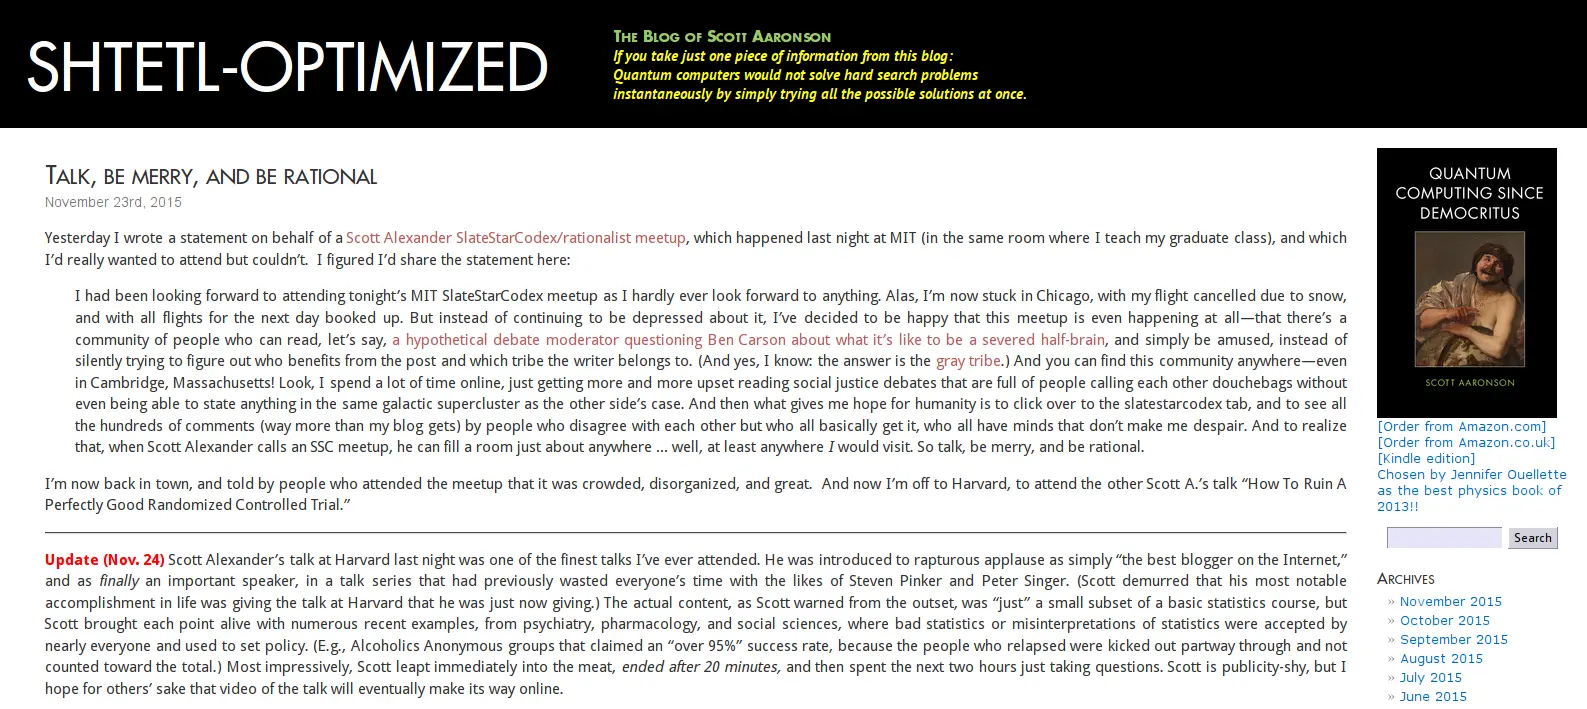 SHTETL-OPTIMIZED
The Blog of Scott Aaronson
If you take just one piece of information from this blog:
Quantum computers would not solve hard search problems
instantaneously by simply trying all the possible solutions at once.
Talk, be merry, and be rational
November 23rd, 2015
Yesterday I wrote a statement on behalf of a Scott Alexander SlateStarCodex/rationalist meetup, which happened last night at MIT (in the same room where I teach my graduate class), and which
I’d really wanted to attend but couldn’t.  I figured I’d share the statement here:
I had been looking forward to attending tonight’s MIT SlateStarCodex meetup as I hardly ever look forward to anything. Alas, I’m now stuck in Chicago, with my flight cancelled due to snow,
and with all flights for the next day booked up. But instead of continuing to be depressed about it, I’ve decided to be happy that this meetup is even happening at all—that there’s a
community of people who can read, let’s say, a hypothetical debate moderator questioning Ben Carson about what it’s like to be a severed half-brain, and simply be amused, instead of
silently trying to figure out who benefits from the post and which tribe the writer belongs to. (And yes, I know: the answer is the gray tribe.) And you can find this community anywhere—even
in Cambridge, Massachusetts! Look, I spend a lot of time online, just getting more and more upset reading social justice debates that are full of people calling each other douchebags without
even being able to state anything in the same galactic supercluster as the other side’s case. And then what gives me hope for humanity is to click over to the slatestarcodex tab, and to see all
the hundreds of comments (way more than my blog gets) by people who disagree with each other but who all basically get it, who all have minds that don’t make me despair. And to realize
that, when Scott Alexander calls an SSC meetup, he can fill a room just about anywhere ... well, at least anywhere I would visit. So talk, be merry, and be rational.
I’m now back in town, and told by people who attended the meetup that it was crowded, disorganized, and great.  And now I’m off to Harvard, to attend the other Scott A.’s talk “How To Ruin A
Perfectly Good Randomized Controlled Trial.”
Update (Nov. 24) Scott Alexander’s talk at Harvard last night was one of the finest talks I’ve ever attended. He was introduced to rapturous applause as simply “the best blogger on the Internet,”
and as finally an important speaker, in a talk series that had previously wasted everyone’s time with the likes of Steven Pinker and Peter Singer. (Scott demurred that his most notable
accomplishment in life was giving the talk at Harvard that he was just now giving.) The actual content, as Scott warned from the outset, was “just” a small subset of a basic statistics course, but
Scott brought each point alive with numerous recent examples, from psychiatry, pharmacology, and social sciences, where bad statistics or misinterpretations of statistics were accepted by
nearly everyone and used to set policy. (E.g., Alcoholics Anonymous groups that claimed an “over 95%” success rate, because the people who relapsed were kicked out partway through and not
counted toward the total.) Most impressively, Scott leapt immediately into the meat, ended after 20 minutes, and then spent the next two hours just taking questions. Scott is publicity-shy, but I
hope for others’ sake that video of the talk will eventually make its way online.
QUANTUM
COMPUTING SINCE
DEMOCRITUS
SCOTT AARONSON
[Order from Amazon.com]
[Order from Amazon.co.uk]
[Kindle edition]
Chosen by Jennifer Ouellette
as the best physics book of
2013!!
Search
Archives
» November 2015
» October 2015
» September 2015
» August 2015
» July 2015
» June 2015